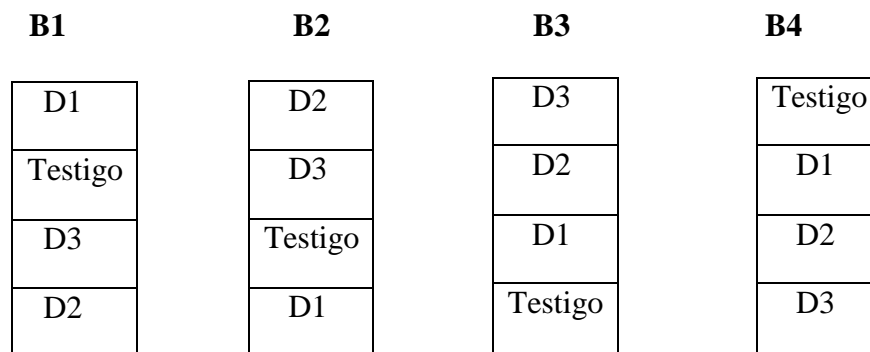 B1 B2 B3 B4
D1 D2 D3 Testigo
Testigo D3 D2 D1
D3 Testigo D1 D2
D2 D1 Testigo D3